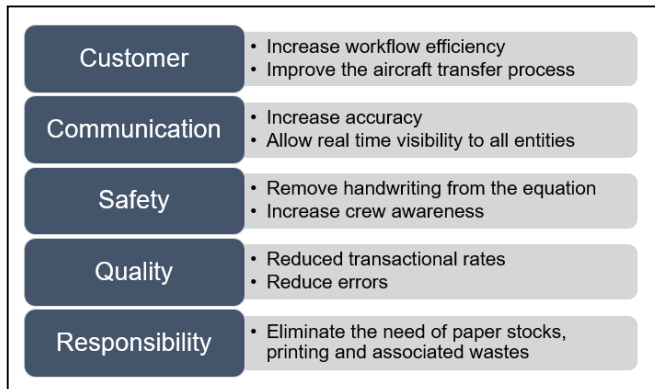 Customer
• Increase workflow efficiency
• Improve the aircraft transfer process
Communication
• Increase accuracy
• Allow real time visibility to all entities
Safety
• Remove handwriting from the equation
• Increase crew awareness
Quality
• Reduced transactional rates
• Reduce errors
Responsibility
• Eliminate the need of paper stocks,
printing and associated wastes